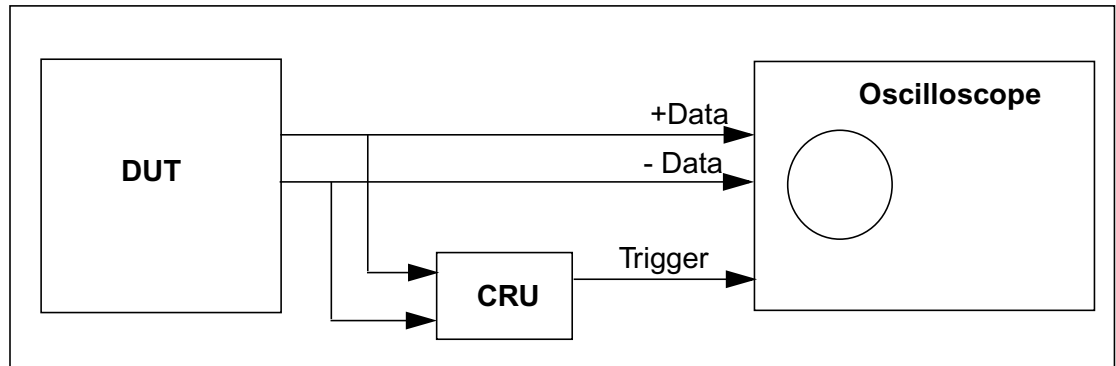 Oscilloscope
+Data
DUT
- Data
Trigger
CRU